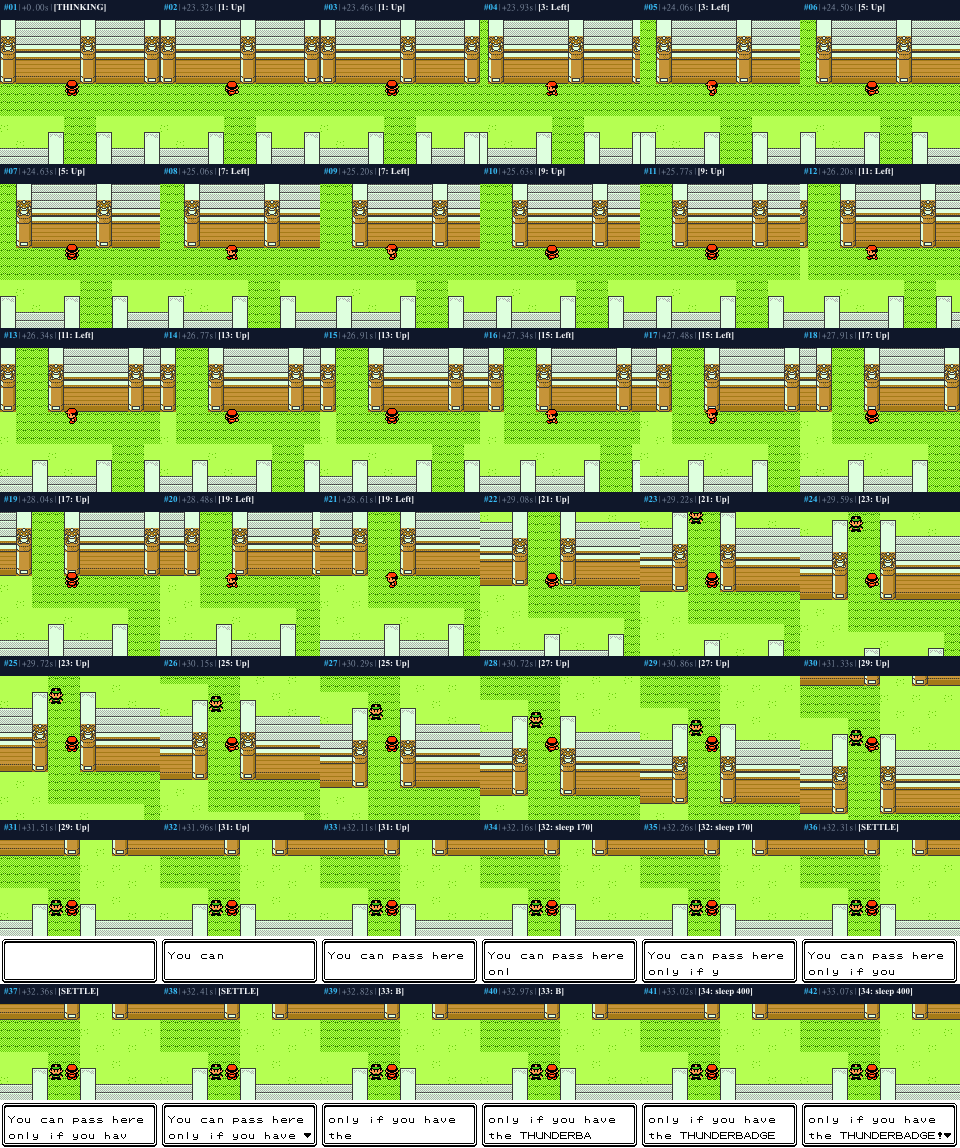 #01|+0.00s|[THINKING]
#02|+23.32s|[1: Up]
#03|+23.46s|[1: Up]
#04|+23.93s|[3: Left]
#05|+24.06s|[3: Left]
#06|+24.50s|[5: Up]
#07|+24.63s|[5: Up]
#08|+25.06s|[7: Left]
#09|+25.20s|[7: Left]
#10|+25.63s|[9: Up]
#11|+25.77s|[9: Up]
#12|+26.20s|[11: Left]
#13|+26.34s|[11: Left]
#14|+26.77s|[13: Up]
#15|+26.91s|[13: Up]
#16|+27.34s|[15: Left]
#17|+27.48s|[15: Left]
#18|+27.91s|[17: Up]
#19|+28.04s|[17: Up]
#20|+28.48s|[19: Left]
#21|+28.61s|[19: Left]
#22|+29.08s|[21: Up]
#23|+29.22s|[21: Up]
#24|+29.59s|[23: Up]
#25|+29.72s|[23: Up]
#26|+30.15s|[25: Up]
#27|+30.29s|[25: Up]
#28|+30.72s|[27: Up]
#29|+30.86s|[27: Up]
#30|+31.33s|[29: Up]
#31|+31.51s|[29: Up]
#32|+31.96s|[31: Up]
#33|+32.11s|[31: Up]
#34|+32.16s|[32: sleep 170]
#35|+32.26s|[32: sleep 170]
#36|+32.31s|[SETTLE]
You can
You can pass here
You can pass here
onl
You can pass here
only if y
You can pass here
only if you
#37|+32.36s|[SETTLE]
#38|+32.41s|[SETTLE]
#39|+32.82s|[33: B]
#40|+32.97s|[33: B]
#41|+33.02s|[34: sleep 400]
#42|+33.07s|[34: sleep 400]
You can pass here
only if you hav
You can pass here
only if you have ▼
only if you have
the
only if you have
the THUNDERBA
only if you have
the THUNDERBADGE
only if you have
the THUNDERBADGE!▼